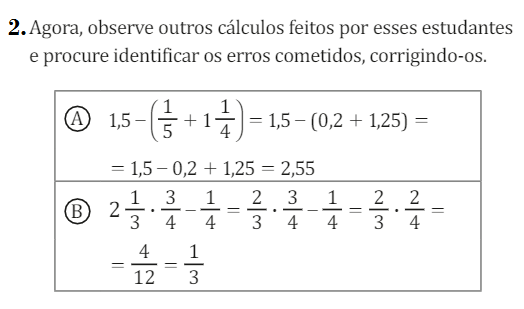 2. Agora, observe outros cálculos feitos por esses estudantes
e procure identificar os erros cometidos, corrigindo-os.
A 1,5 – (1/5 + 1 1/4) = 1,5 – (0,2 + 1,25) =
= 1,5 – 0,2 + 1,25 = 2,55
B 2 1/3 · 3/4 – 1/4 = 2/3 · 3/4 – 1/4 = 2/3 · 2/4 =
= 4/12 = 1/3